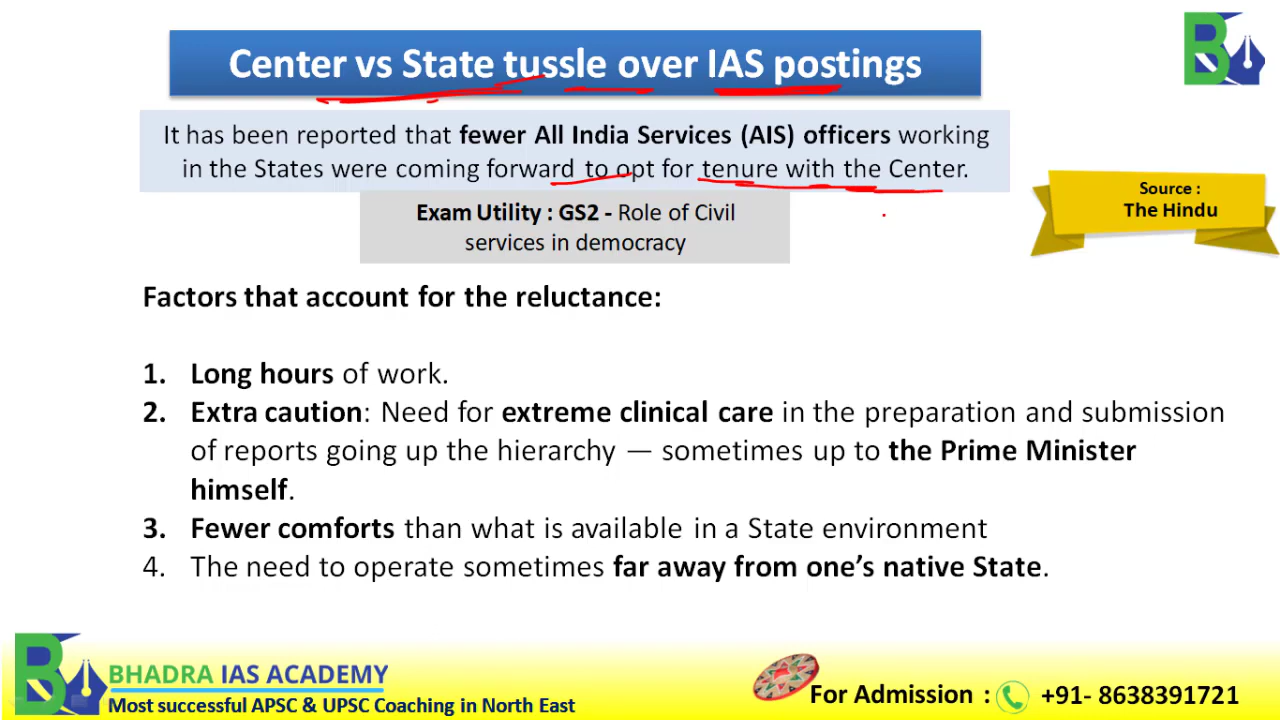 Center vs State tussle over IAS postings
It has been reported that fewer All India Services (AIS) officers working
in the States were coming forward to opt for tenure with the Center.
Source :
The Hindu
Exam Utility : GS2 - Role of Civil
services in democracy
Factors that account for the reluctance:
1. Long hours of work.
2. Extra caution: Need for extreme clinical care in the preparation and submission
of reports going up the hierarchy — sometimes up to the Prime Minister
himself.
3. Fewer comforts than what is available in a State environment
4. The need to operate sometimes far away from one's native State.
BHADRA IAS ACADEMY
Most successful APSC & UPSC Coaching in North East
For Admission : +91- 8638391721